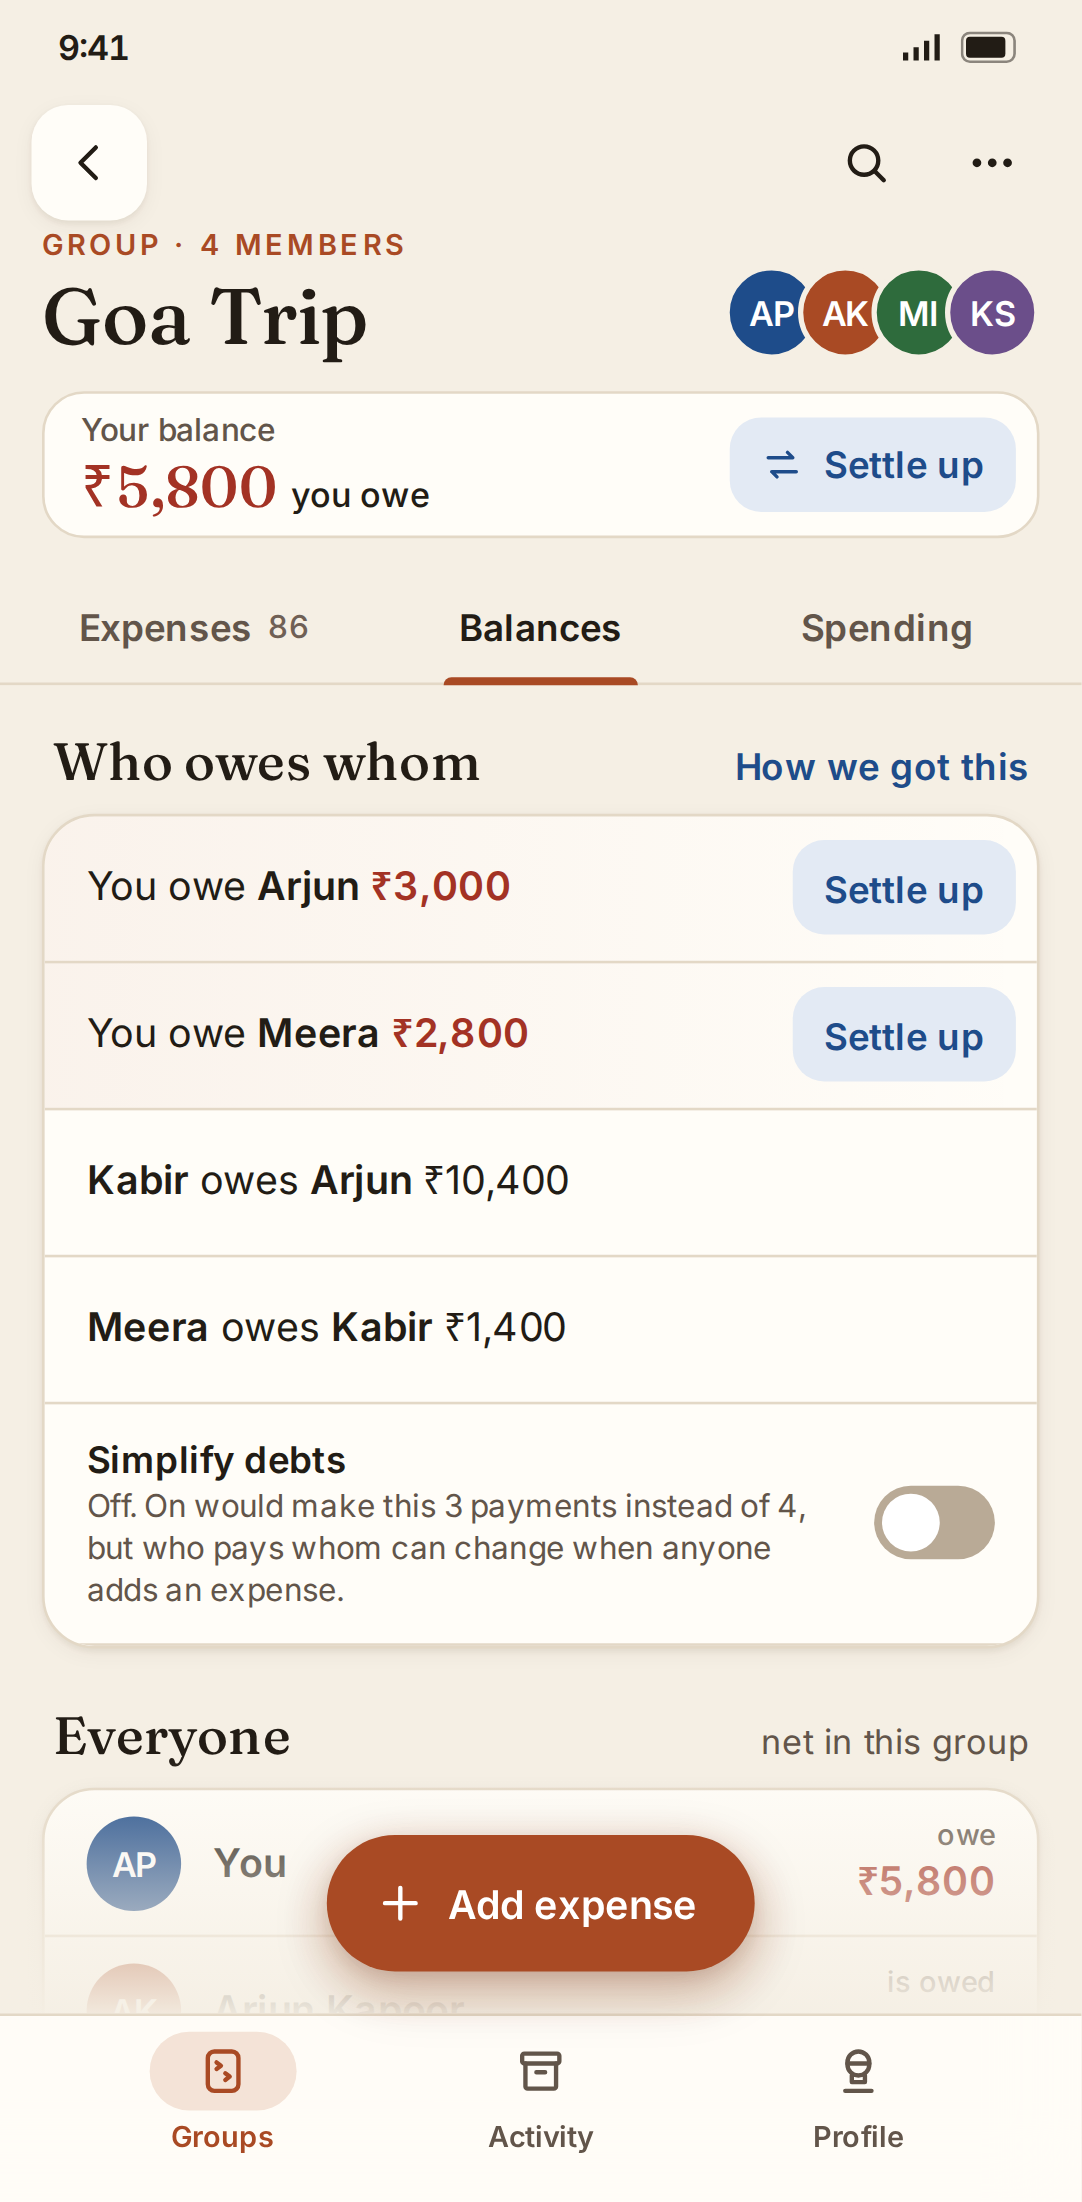 9:41
GROUP · 4 MEMBERS
Goa Trip
AP AK MI KS
Your balance
₹5,800 you owe
Settle up
Expenses 86 Balances Spending
Who owes whom
How we got this
You owe Arjun ₹3,000
Settle up
You owe Meera ₹2,800
Settle up
Kabir owes Arjun ₹10,400
Meera owes Kabir ₹1,400
Simplify debts
Off. On would make this 3 payments instead of 4,
but who pays whom can change when anyone
adds an expense.
Everyone
net in this group
AP You
owe
₹5,800
Add expense
AK Arjun Kapoor
is owed
Groups Activity Profile